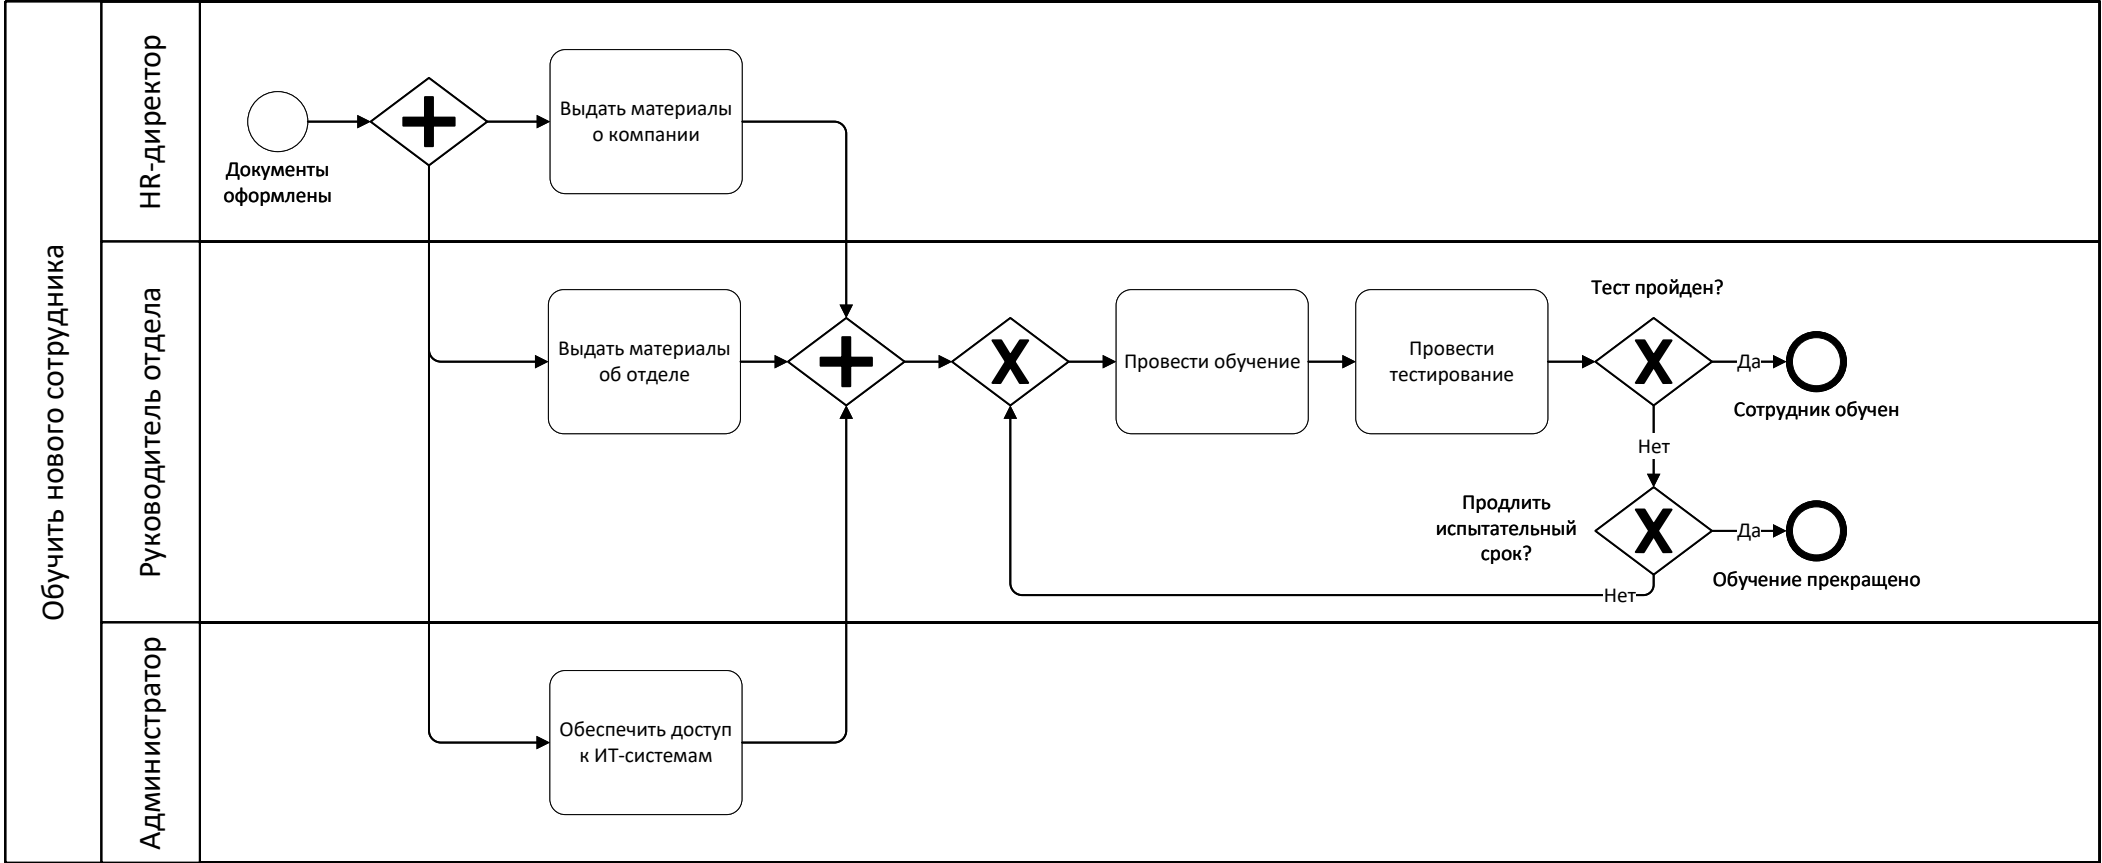 Обучить нового сотрудника
HR-директор
Документы
оформлены
Выдать материалы
о компании
Руководитель отдела
Выдать материалы
об отделе
Провести обучение
Провести
тестирование
Тест пройден?
Да
Сотрудник обучен
Нет
Продлить
испытательный
срок?
Да
Обучение прекращено
Нет
Администратор
Обеспечить доступ
к ИТ-системам